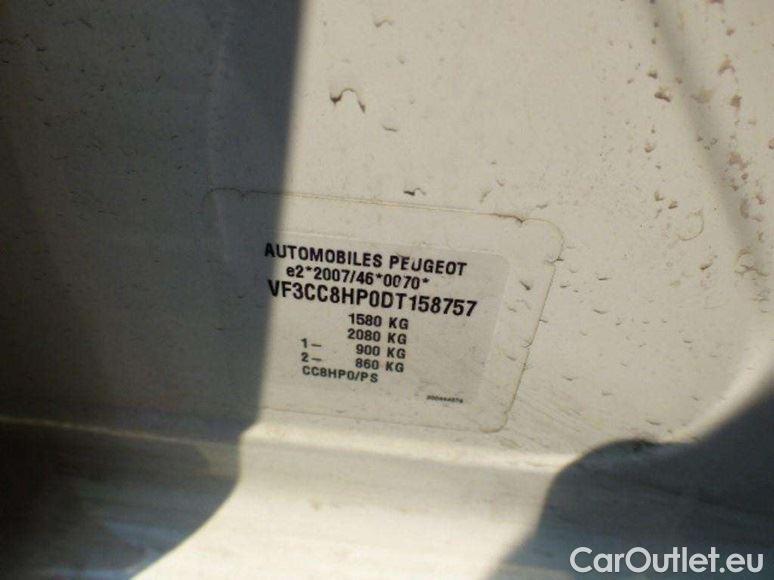 AUTOMOBILES PEUGEOT
e2*2007/46*0070*
VF3CC8HP0DT158757
1580 KG
2080 KG
1– 900 KG
2– 860 KG
CC8HP0/PS
CarOutlet.eu